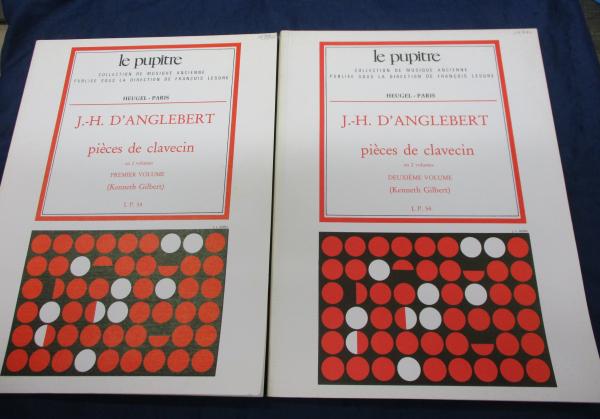 le pupitre
COLLECTION DE MUSIQUE ANCIENNE
PUBLIÉE SOUS LA DIRECTION DE FRANÇOIS LESURE
HEUGEL - PARIS
J.-H. D'ANGLEBERT
pièces de clavecin
en 2 volumes
PREMIER VOLUME
(Kenneth Gilbert)
L. P. 54
le pupitre
COLLECTION DE MUSIQUE ANCIENNE
PUBLIÉE SOUS LA DIRECTION DE FRANÇOIS LESURE
HEUGEL - PARIS
J.-H. D'ANGLEBERT
pièces de clavecin
en 2 volumes
DEUXIÈME VOLUME
(Kenneth Gilbert)
L. P. 54